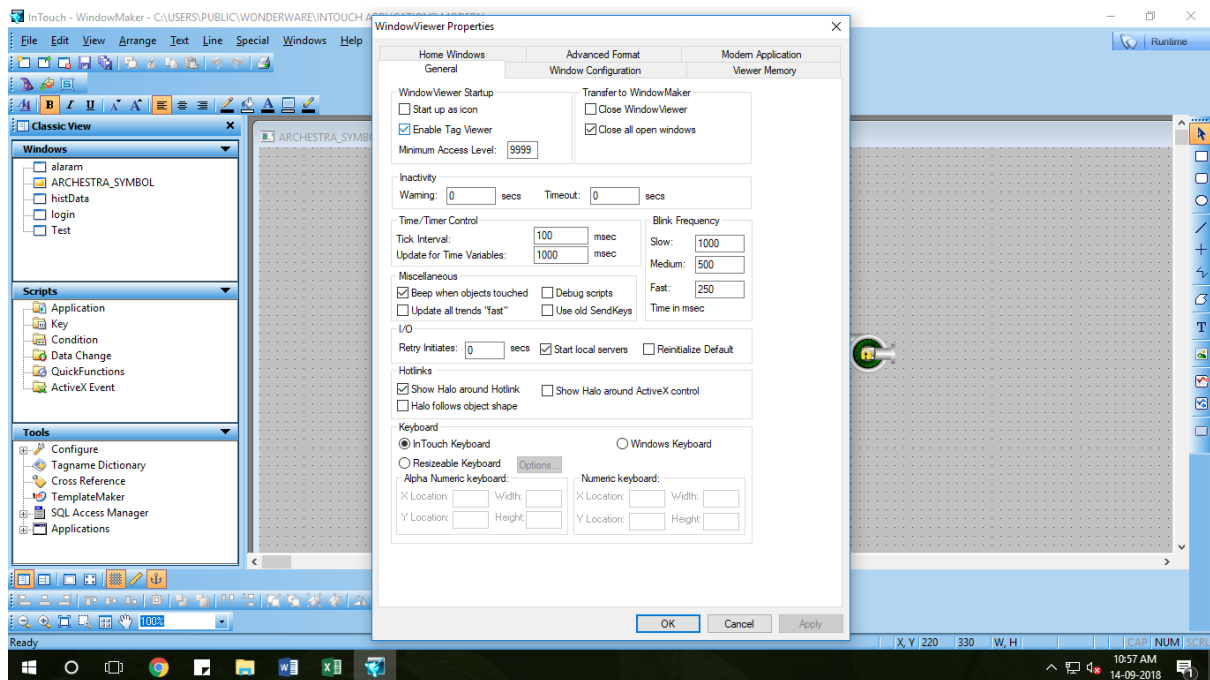 InTouch - WindowMaker - C:\USERS\PUBLIC\WONDERWARE\INTOUCH
File Edit View Arrange Text Line Special Windows Help
Runtime
Classic View
Windows
alaram
ARCHESTRA_SYMBOL
histData
login
Test
Scripts
Application
Key
Condition
Data Change
QuickFunctions
ActiveX Event
Tools
Configure
Tagname Dictionary
Cross Reference
TemplateMaker
SQL Access Manager
Applications
100%
Ready
ARCHESTRA_SYMB
WindowViewer Properties
Home Windows Advanced Format Modern Application
General Window Configuration Viewer Memory
WindowViewer Startup
Start up as icon
Enable Tag Viewer
Minimum Access Level: 9999
Transfer to WindowMaker
Close WindowViewer
Close all open windows
Inactivity
Warning: 0 secs Timeout: 0 secs
Time/Timer Control
Tick Interval: 100 msec
Update for Time Variables: 1000 msec
Blink Frequency
Slow: 1000
Medium: 500
Fast: 250
Time in msec
Miscellaneous
Beep when objects touched Debug scripts
Update all trends "fast" Use old SendKeys
I/O
Retry Initiates: 0 secs Start local servers Reinitialize Default
Hotlinks
Show Halo around Hotlink Show Halo around ActiveX control
Halo follows object shape
Keyboard
InTouch Keyboard Windows Keyboard
Resizeable Keyboard Options...
Alpha Numeric keyboard: Numeric keyboard:
X Location: Width: X Location: Width:
Y Location: Height: Y Location: Height:
OK Cancel Apply
X, Y 220 330 W, H CAP NUM SCRL
10:57 AM
14-09-2018